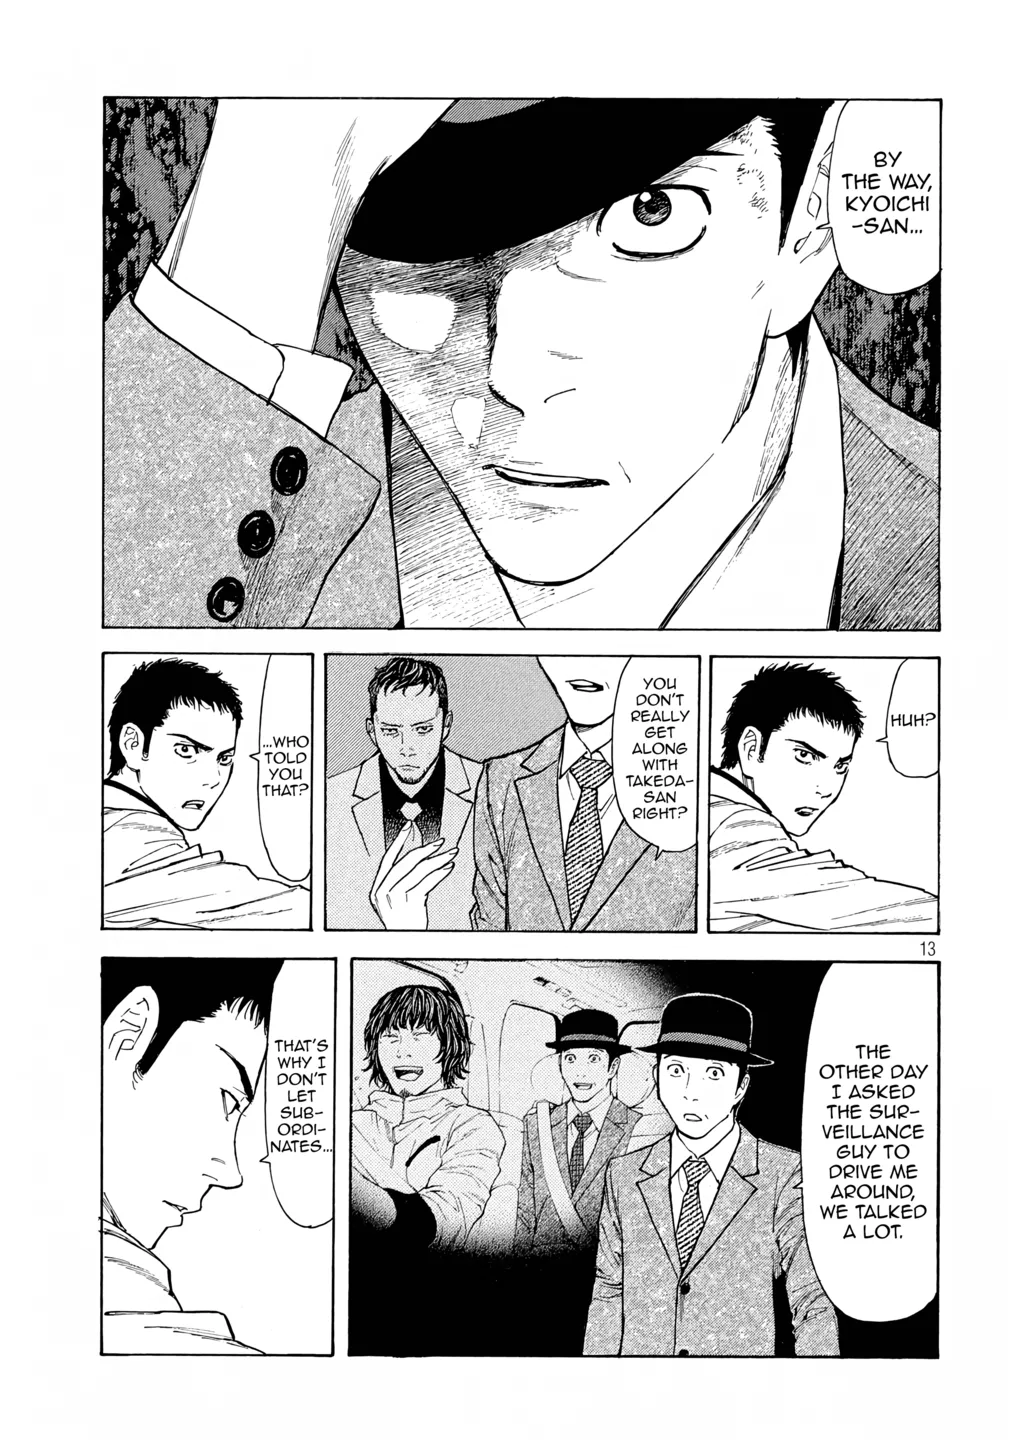 BY
THE WAY,
KYOICHI
-SAN...
HUH?
YOU
DON'T
REALLY
GET
ALONG
WITH
TAKEDA-
SAN
RIGHT?
...WHO
TOLD
YOU
THAT?
13
THE
OTHER DAY
I ASKED
THE SUR-
VEILLANCE
GUY TO
DRIVE ME
AROUND,
WE TALKED
A LOT.
THAT'S
WHY I
DON'T
LET
SUB-
ORDI-
NATES...